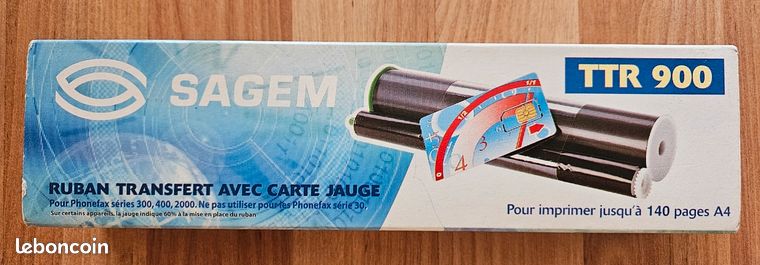 SAGEM
TTR 900
RUBAN TRANSFERT AVEC CARTE JAUGE
Pour Phonefax séries 300, 400, 2000. Ne pas utiliser pour les Phonefax série 30.
Sur certains appareils, la jauge indique 60% à la mise en place du ruban
Pour imprimer jusqu'à 140 pages A4
leboncoin